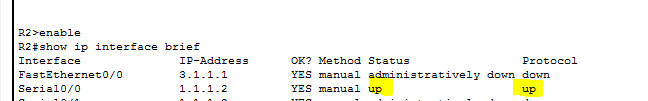 R2>enable
R2#show ip interface brief
Interface IP-Address OK? Method Status Protocol
FastEthernet0/0 3.1.1.1 YES manual administratively down down
Serial0/0 1.1.1.2 YES manual up up